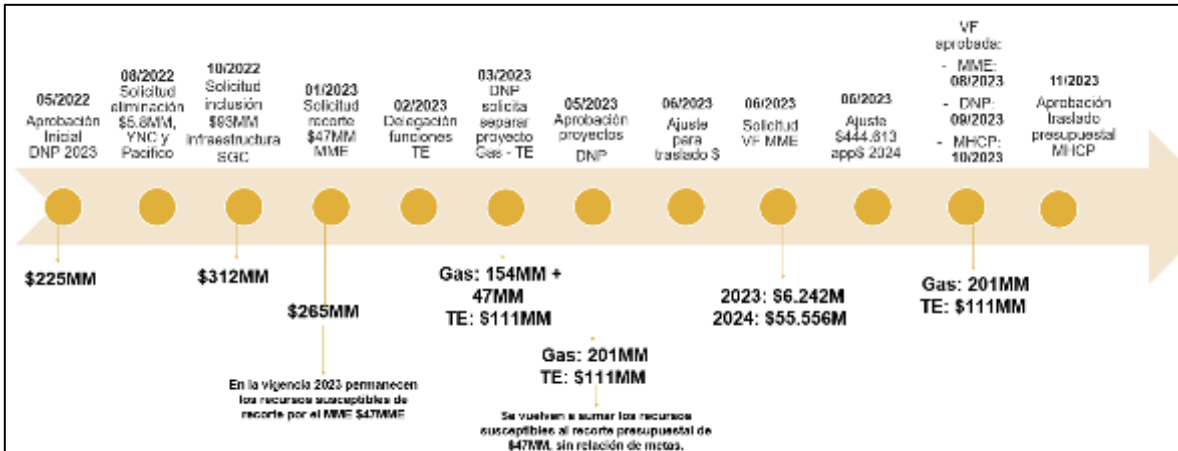 05/2022
Aprobación
Inicial
DNP 2023
08/2022
Solicitud
eliminación
$5.8MM,
YNC y
Pacífico
10/2022
Solicitud
inclusión
$93MM
Infraestructura
SGC
01/2023
Solicitud
recorte
$47MM
MME
02/2023
Delegación
funciones
TE
03/2023
DNP
solicita
separar
proyecto
Gas - TE
05/2023
Aprobación
proyectos
DNP
06/2023
Ajuste
para
traslado $
06/2023
Solicitud
VF MME
06/2023
Ajuste
$444.613
app$ 2024
VF
aprobada:
- MME:
08/2023
- DNP:
09/2023
- MHCP:
10/2023
11/2023
Aprobación
traslado
presupuestal
MHCP
$225MM
$312MM
$265MM
En la vigencia 2023 permanecen
los recursos susceptibles de
recorte por el MME $47MME
Gas: 154MM +
47MM
TE: $111MM
Gas: 201MM
TE: $111MM
Se vuelven a sumar los recursos
susceptibles al recorte presupuestal de
$47MM, sin relación de metas.
2023: $6.242M
2024: $55.556M
Gas: 201MM
TE: $111MM